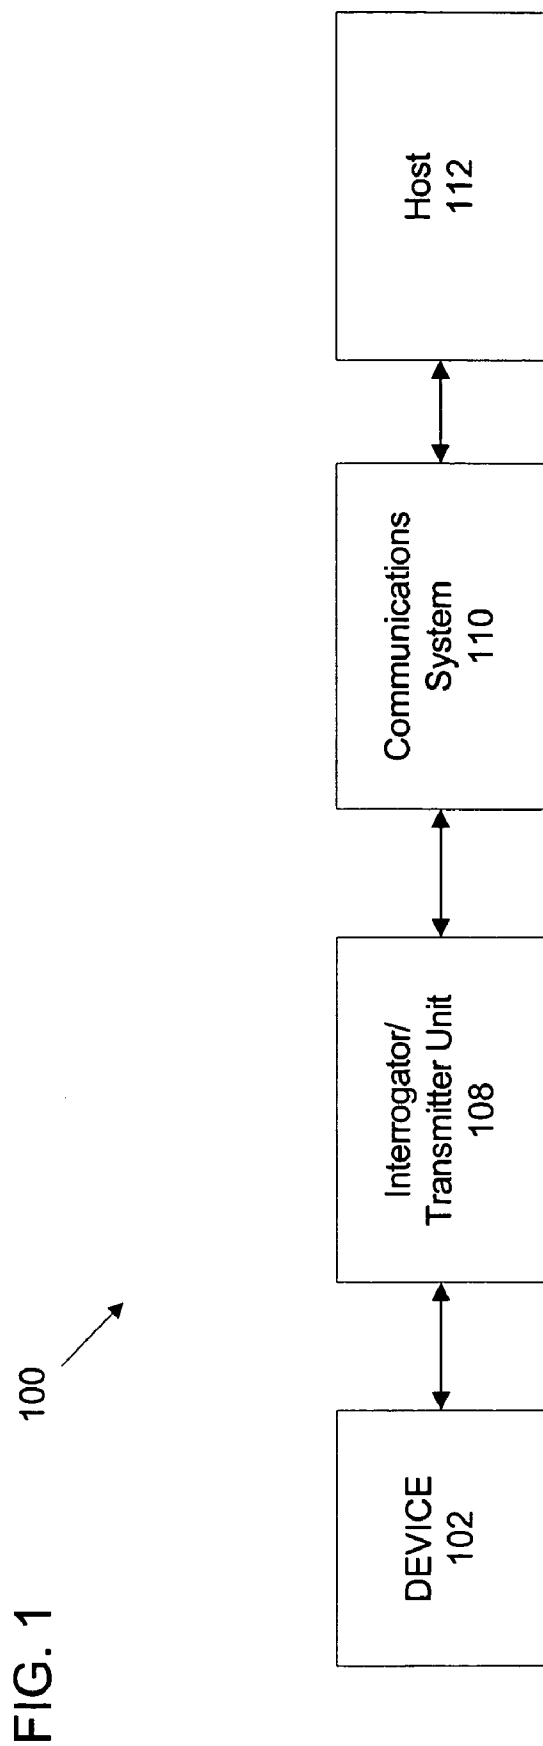 FIG. 1
100
DEVICE
102
Interrogator/
Transmitter Unit
108
Communications
System
110
Host
112